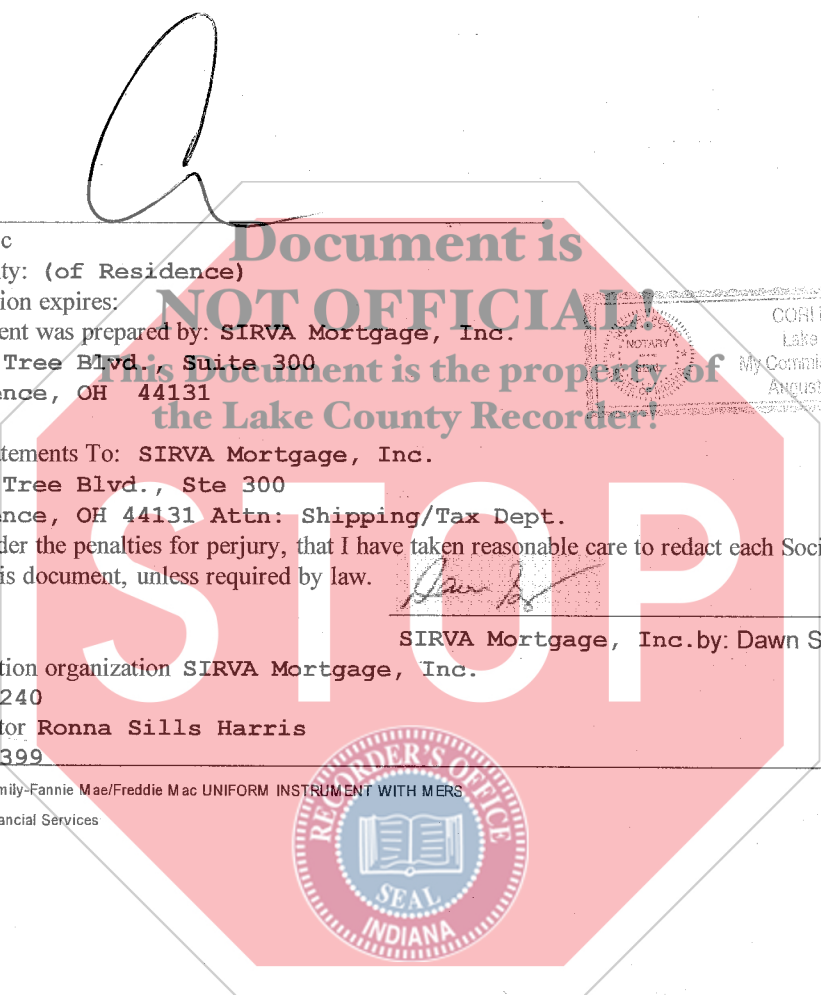 c
ty: (of Residence)
ion expires:
ent was prepared by: SIRVA Mortgage, Inc.
Tree Blvd., Suite 300
nce, OH 44131
tements To: SIRVA Mortgage, Inc.
Tree Blvd., Ste 300
nce, OH 44131 Attn: Shipping/Tax Dept.
der the penalties for perjury, that I have taken reasonable care to redact each Soci
is document, unless required by law.
SIRVA Mortgage, Inc.by: Dawn S
tion organization SIRVA Mortgage, Inc.
240
tor Ronna Sills Harris
399
mily-Fannie Mae/Freddie Mac UNIFORM INSTRUMENT WITH MERS
ancial Services
Document is
NOT OFFICIAL!
This Document is the property of
the Lake County Recorder!
STOP
RECORDER'S OFFICE
SEAL
INDIANA
NOTARY
SEAL
CORI
Lake
My Commi
August